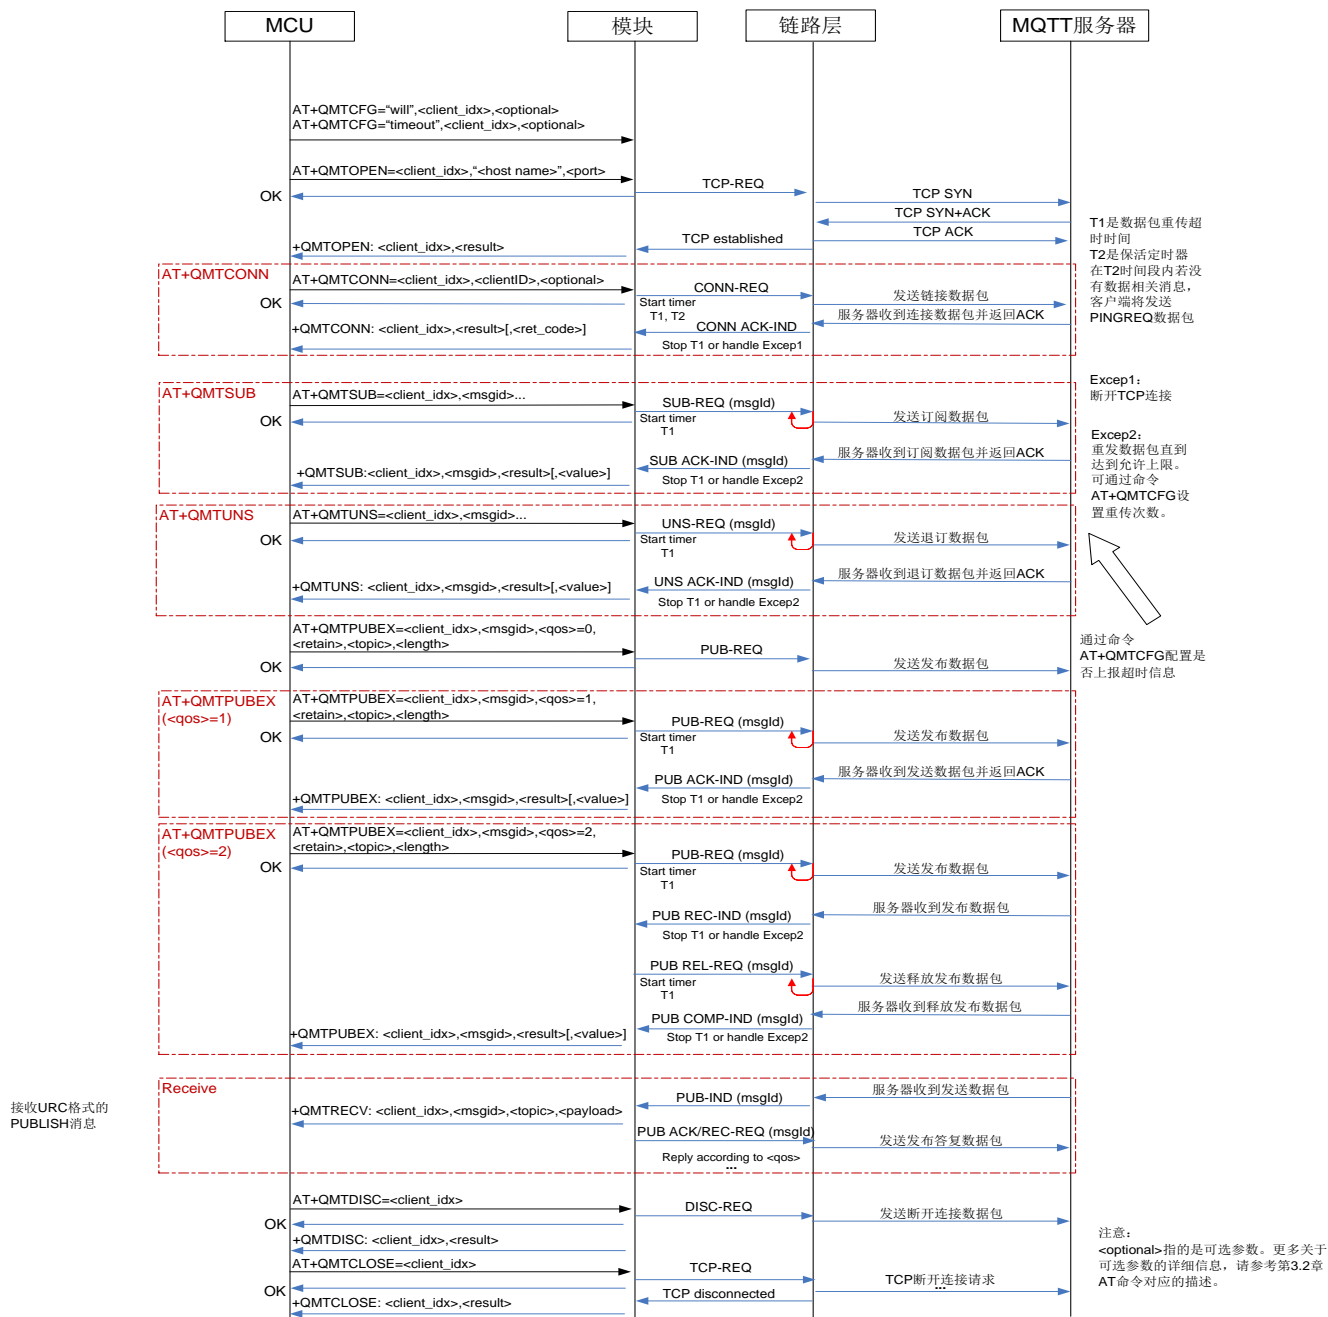 MCU
模块
链路层
MQTT服务器
AT+QMTCFG=“will”,<client_idx>,<optional>
AT+QMTCFG=“timeout”,<client_idx>,<optional>
AT+QMTOPEN=<client_idx>,“<host name>”,<port>
OK
TCP-REQ
TCP SYN
TCP SYN+ACK
TCP ACK
TCP established
+QMTOPEN: <client_idx>,<result>
T1是数据包重传超
时时间
T2是保活定时器
在T2时间段内若没
有数据相关消息,
客户端将发送
PINGREQ数据包
AT+QMTCONN
AT+QMTCONN=<client_idx>,<clientID>,<optional>
OK
CONN-REQ
Start timer
T1, T2
发送链接数据包
服务器收到连接数据包并返回ACK
+QMTCONN: <client_idx>,<result>[,<ret_code>]
CONN ACK-IND
Stop T1 or handle Excep1
Excep1:
断开TCP连接
AT+QMTSUB
AT+QMTSUB=<client_idx>,<msgid>...
OK
SUB-REQ (msgId)
Start timer
T1
发送订阅数据包
服务器收到订阅数据包并返回ACK
SUB ACK-IND (msgId)
Stop T1 or handle Excep2
+QMTSUB:<client_idx>,<msgid>,<result>[,<value>]
Excep2:
重发数据包直到
达到允许上限。
可通过命令
AT+QMTCFG设
置重传次数。
AT+QMTUNS
AT+QMTUNS=<client_idx>,<msgid>...
OK
UNS-REQ (msgId)
Start timer
T1
发送退订数据包
服务器收到退订数据包并返回ACK
UNS ACK-IND (msgId)
Stop T1 or handle Excep2
+QMTUNS: <client_idx>,<msgid>,<result>[,<value>]
AT+QMTPUBEX=<client_idx>,<msgid>,<qos>=0,
<retain>,<topic>,<length>
OK
PUB-REQ
发送发布数据包
通过命令
AT+QMTCFG配置是
否上报超时信息
AT+QMTPUBEX
(<qos>=1)
AT+QMTPUBEX=<client_idx>,<msgid>,<qos>=1,
<retain>,<topic>,<length>
OK
PUB-REQ (msgId)
Start timer
T1
发送发布数据包
服务器收到发送数据包并返回ACK
PUB ACK-IND (msgId)
Stop T1 or handle Excep2
+QMTPUBEX: <client_idx>,<msgid>,<result>[,<value>]
AT+QMTPUBEX
(<qos>=2)
AT+QMTPUBEX=<client_idx>,<msgid>,<qos>=2,
<retain>,<topic>,<length>
OK
PUB-REQ (msgId)
Start timer
T1
发送发布数据包
服务器收到发布数据包
PUB REC-IND (msgId)
Stop T1 or handle Excep2
PUB REL-REQ (msgId)
Start timer
T1
发送释放发布数据包
服务器收到释放发布数据包
PUB COMP-IND (msgId)
Stop T1 or handle Excep2
+QMTPUBEX: <client_idx>,<msgid>,<result>[,<value>]
接收URC格式的
PUBLISH消息
Receive
服务器收到发送数据包
PUB-IND (msgId)
+QMTRECV: <client_idx>,<msgid>,<topic>,<payload>
PUB ACK/REC-REQ (msgId)
发送发布答复数据包
Reply according to <qos>
...
AT+QMTDISC=<client_idx>
OK
DISC-REQ
发送断开连接数据包
+QMTDISC: <client_idx>,<result>
AT+QMTCLOSE=<client_idx>
OK
TCP-REQ
TCP断开连接请求
...
TCP disconnected
+QMTCLOSE: <client_idx>,<result>
注意:
<optional>指的是可选参数。更多关于
可选参数的详细信息,请参考第3.2章
AT命令对应的描述。